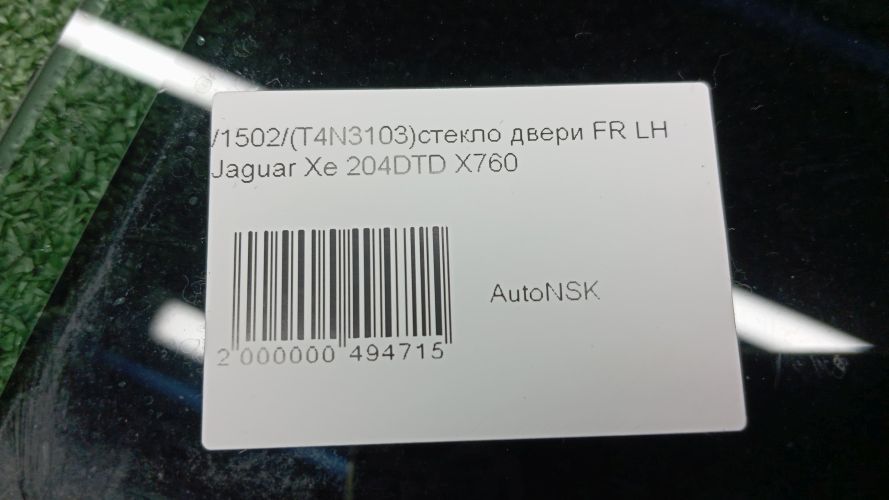 /1502/(T4N3103)стекло двери FR LH
Jaguar Xe 204DTD X760
AutoNSK
2 000000 494715